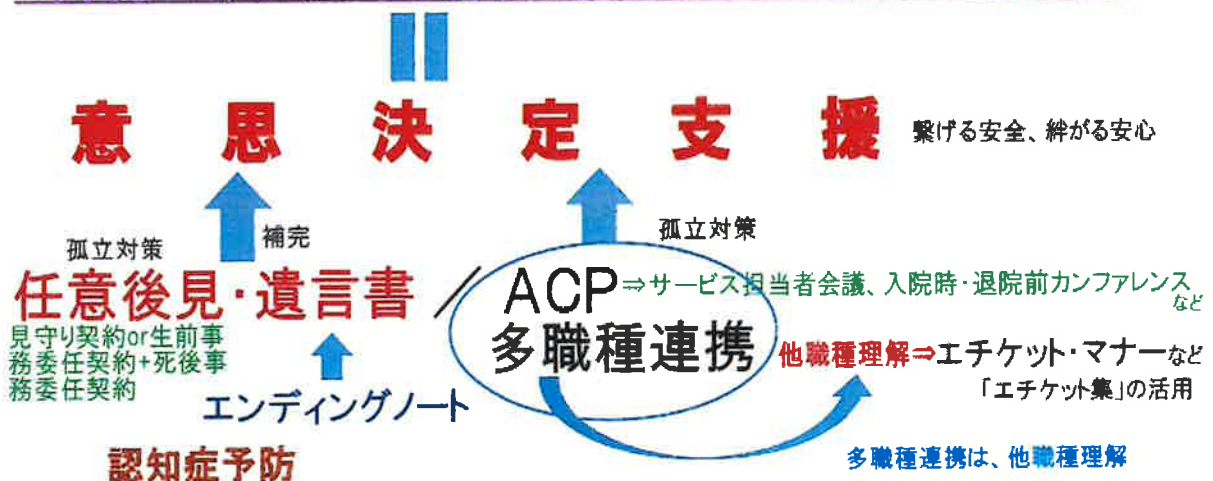 意思決定支援
繋げる安全、絆がる安心
孤立対策
補完
孤立対策
任意後見・遺言書
／
ACP
⇒サービス担当者会議、入院時・退院前カンファレンス
など
見守り契約or生前事
務委任契約+死後事
務委任契約
多職種連携
他職種理解⇒エチケット・マナーなど
「エチケット集」の活用
エンディングノート
認知症予防
多職種連携は、他職種理解